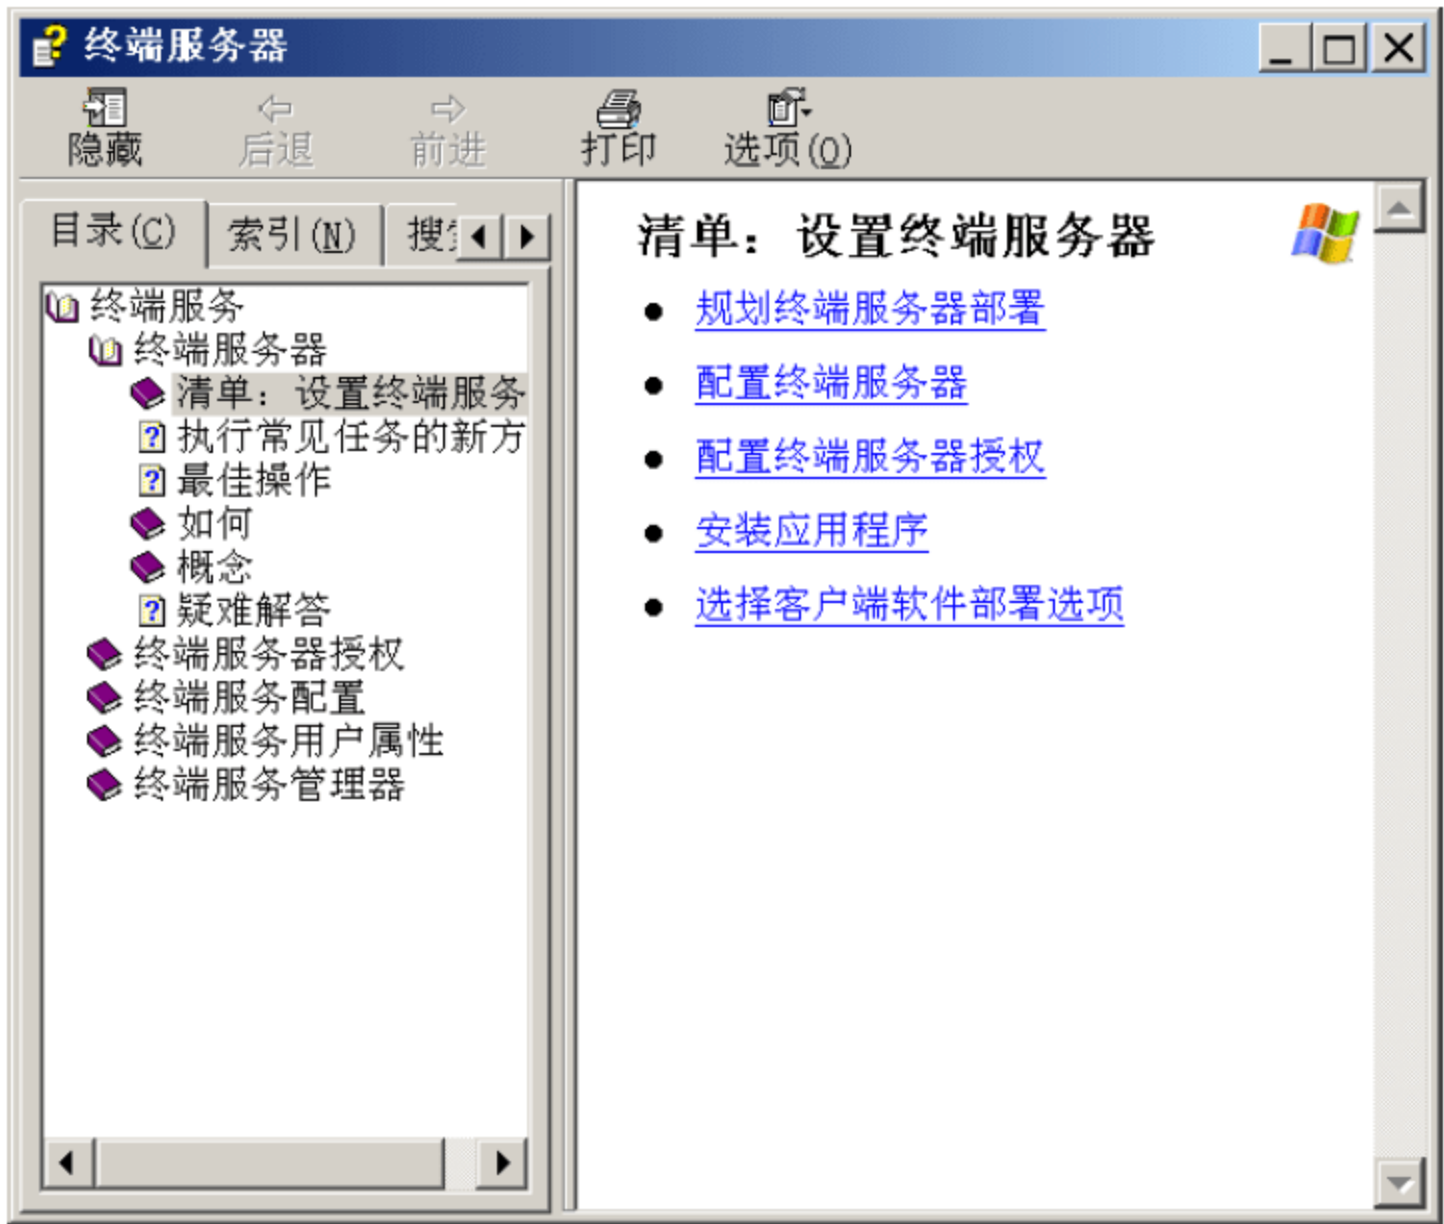 终端服务器
隐藏 后退 前进 打印 选项(O)
目录(C) 索引(N) 搜
终端服务
终端服务器
清单：设置终端服务
执行常见任务的新方
最佳操作
如何
概念
疑难解答
终端服务器授权
终端服务配置
终端服务用户属性
终端服务管理器
清单：设置终端服务器
规划终端服务器部署
配置终端服务器
配置终端服务器授权
安装应用程序
选择客户端软件部署选项